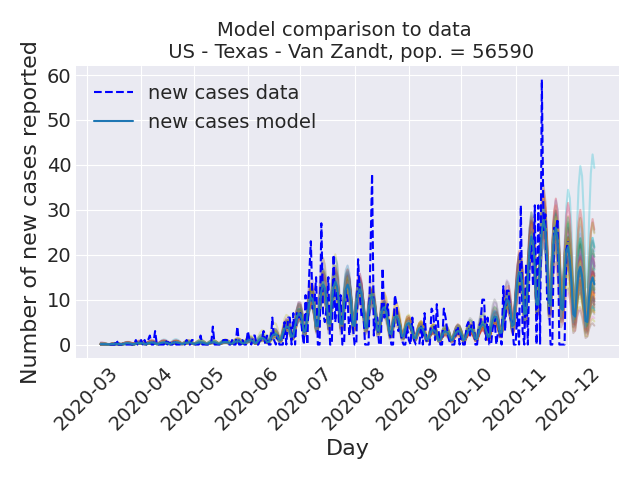 Model comparison to data
US - Texas - Van Zandt, pop. = 56590
Number of new cases reported
60
50
40
30
20
10
0
new cases data
new cases model
2020-03
2020-04
2020-05
2020-06
2020-07
2020-08
2020-09
2020-10
2020-11
2020-12
Day